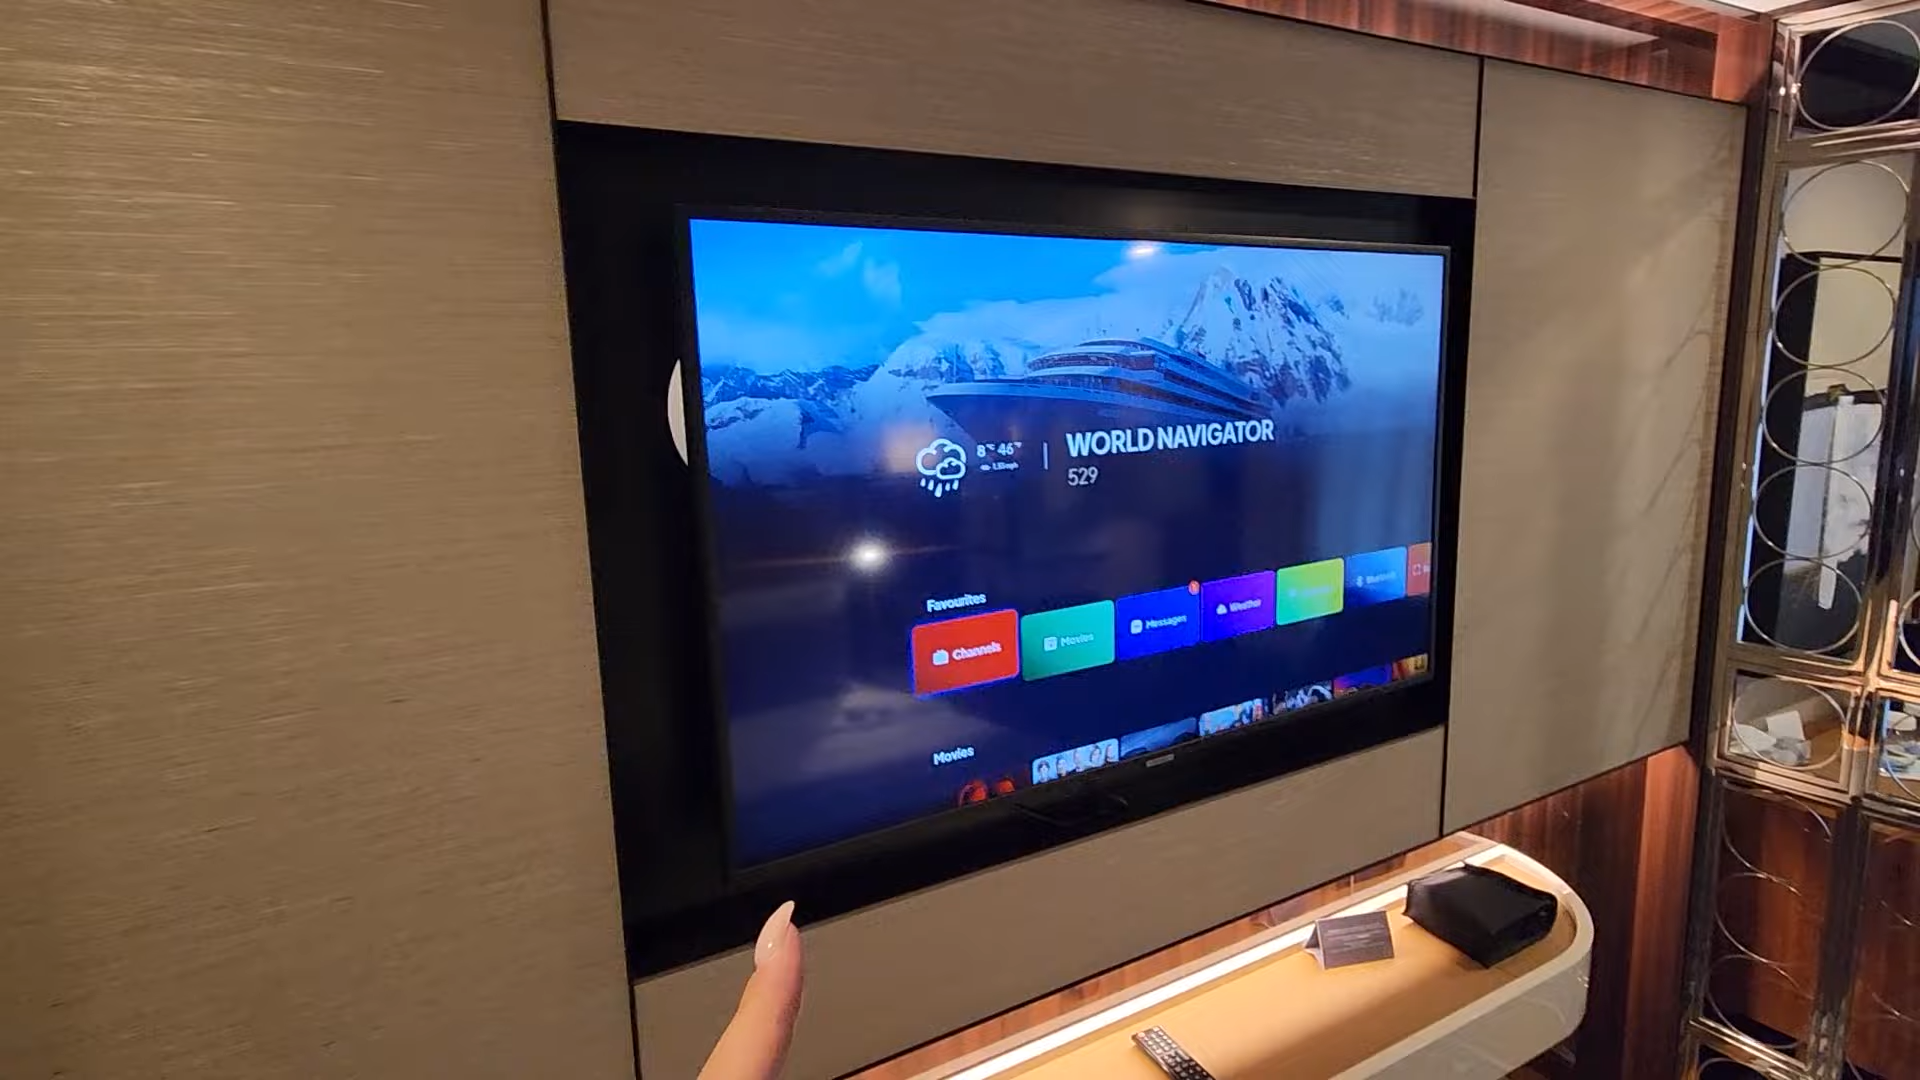 8°C 46°F
WORLD NAVIGATOR
529
Favourites
Channels
Movies
Messages
Weather
Movies